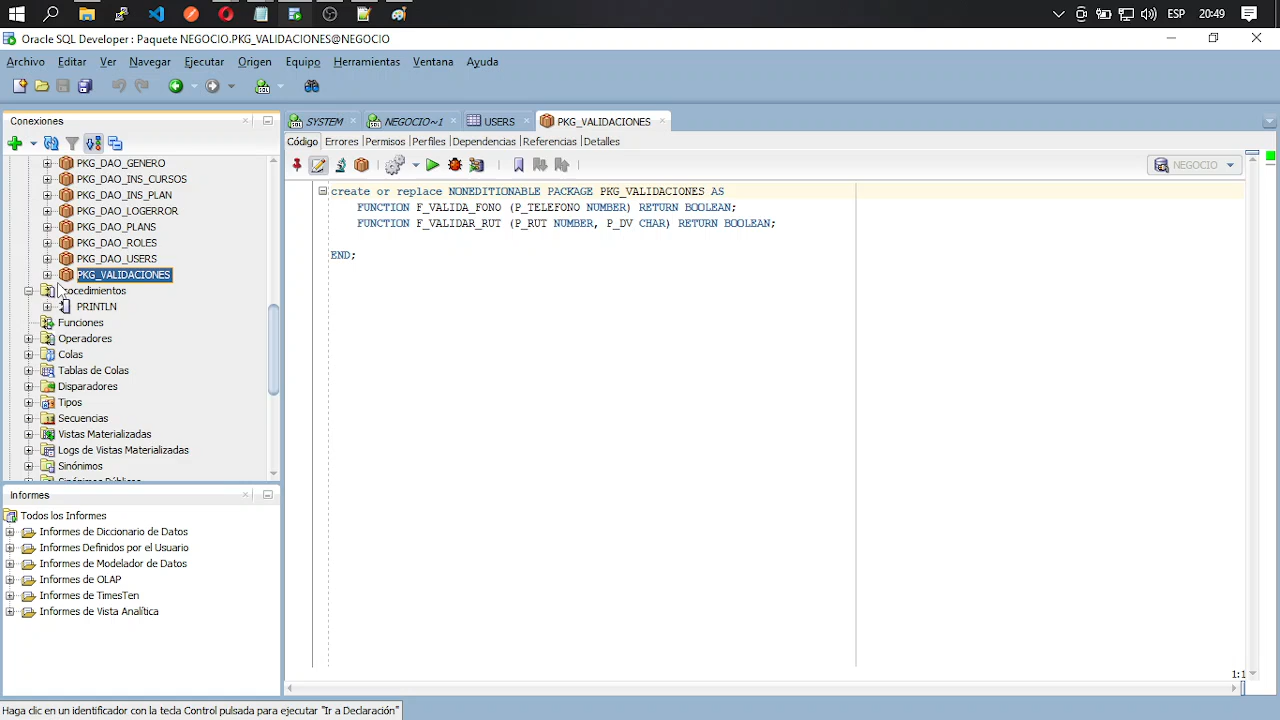 ESP 20:49
Oracle SQL Developer : Paquete NEGOCIO.PKG_VALIDACIONES@NEGOCIO
Archivo Editar Ver Navegar Ejecutar Origen Equipo Herramientas Ventana Ayuda
Conexiones
PKG_DAO_GENERO
PKG_DAO_INS_CURSOS
PKG_DAO_INS_PLAN
PKG_DAO_LOGERROR
PKG_DAO_PLANS
PKG_DAO_ROLES
PKG_DAO_USERS
PKG_VALIDACIONES
Procedimientos
PRINTLN
Funciones
Operadores
Colas
Tablas de Colas
Disparadores
Tipos
Secuencias
Vistas Materializadas
Logs de Vistas Materializadas
Sinónimos
Sinónimos Públicos
Informes
Todos los Informes
Informes de Diccionario de Datos
Informes Definidos por el Usuario
Informes de Modelador de Datos
Informes de OLAP
Informes de TimesTen
Informes de Vista Analítica
SYSTEM NEGOCIO~1 USERS PKG_VALIDACIONES
Código Errores Permisos Perfiles Dependencias Referencias Detalles
NEGOCIO
create or replace NONEDITIONABLE PACKAGE PKG_VALIDACIONES AS
FUNCTION F_VALIDA_FONO (P_TELEFONO NUMBER) RETURN BOOLEAN;
FUNCTION F_VALIDAR_RUT (P_RUT NUMBER, P_DV CHAR) RETURN BOOLEAN;
END;
1:1
Haga clic en un identificador con la tecla Control pulsada para ejecutar "Ir a Declaración"